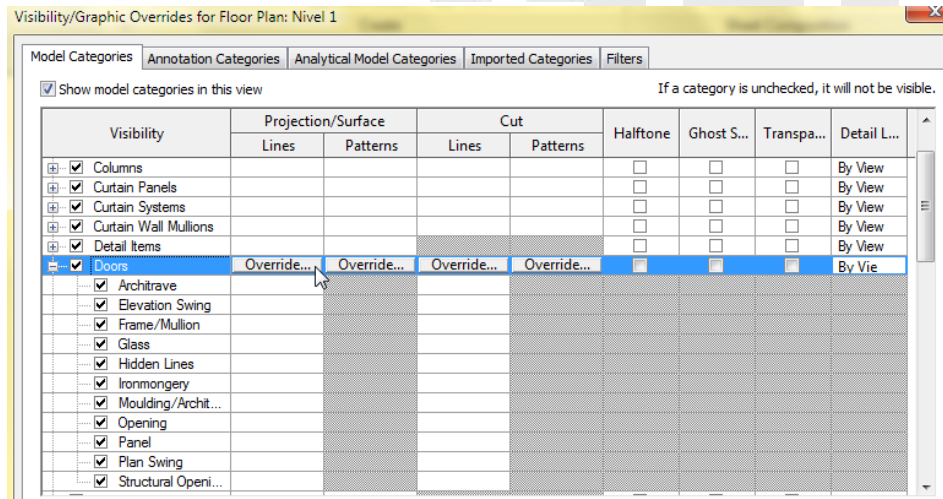 Visibility/Graphic Overrides for Floor Plan: Nivel 1
Model Categories Annotation Categories Analytical Model Categories Imported Categories Filters
Show model categories in this view If a category is unchecked, it will not be visible.
Visibility Projection/Surface Cut Halftone Ghost S... Transpa... Detail L...
Lines Patterns Lines Patterns
Columns By View
Curtain Panels By View
Curtain Systems By View
Curtain Wall Mullions By View
Detail Items By View
Doors Override... Override... Override... Override... By Vie
Architrave
Elevation Swing
Frame/Mullion
Glass
Hidden Lines
Ironmongery
Moulding/Archit...
Opening
Panel
Plan Swing
Structural Openi...